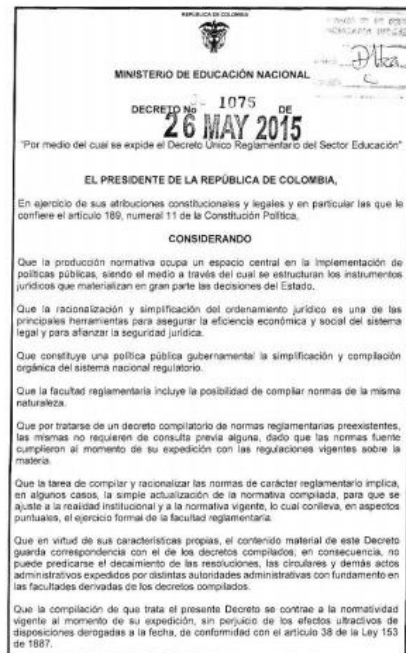 REPÚBLICA DE COLOMBIA
MINISTERIO DE EDUCACIÓN NACIONAL
DECRETO No 1075 DE
26 MAY 2015
"Por medio del cual se expide el Decreto Único Reglamentario del Sector Educación"
EL PRESIDENTE DE LA REPÚBLICA DE COLOMBIA,
En ejercicio de sus atribuciones constitucionales y legales y en particular las que le
confiere el artículo 189, numeral 11 de la Constitución Política,
CONSIDERANDO
Que la producción normativa ocupa un espacio central en la implementación de
políticas públicas, siendo el medio a través del cual se estructuran los instrumentos
jurídicos que materializan en gran parte las decisiones del Estado.
Que la racionalización y simplificación del ordenamiento jurídico es una de las
principales herramientas para asegurar la eficiencia económica y social del sistema
legal y para afianzar la seguridad jurídica.
Que constituye una política pública gubernamental la simplificación y compilación
orgánica del sistema nacional regulatorio.
Que la facultad reglamentaria incluye la posibilidad de compilar normas de la misma
naturaleza.
Que por tratarse de un decreto compilatorio de normas reglamentarias preexistentes,
las mismas no requieren de consulta previa alguna, dado que las normas fuente
cumplieron al momento de su expedición con las regulaciones vigentes sobre la
materia.
Que la tarea de compilar y racionalizar las normas de carácter reglamentario implica,
en algunos casos, la simple actualización de la normativa compilada, para que se
ajuste a la realidad institucional y a la normativa vigente, lo cual conlleva, en aspectos
puntuales, el ejercicio formal de la facultad reglamentaria.
Que en virtud de sus características propias, el contenido material de este Decreto
guarda correspondencia con el de los decretos compilados; en consecuencia, no
puede predicarse el decaimiento de las resoluciones, las circulares y demás actos
administrativos expedidos por distintas autoridades administrativas con fundamento en
las facultades derivadas de los decretos compilados.
Que la compilación de que trata el presente Decreto se contrae a la normatividad
vigente al momento de su expedición, sin perjuicio de los efectos ultractivos de
disposiciones derogadas a la fecha, de conformidad con el artículo 38 de la Ley 153
de 1887.